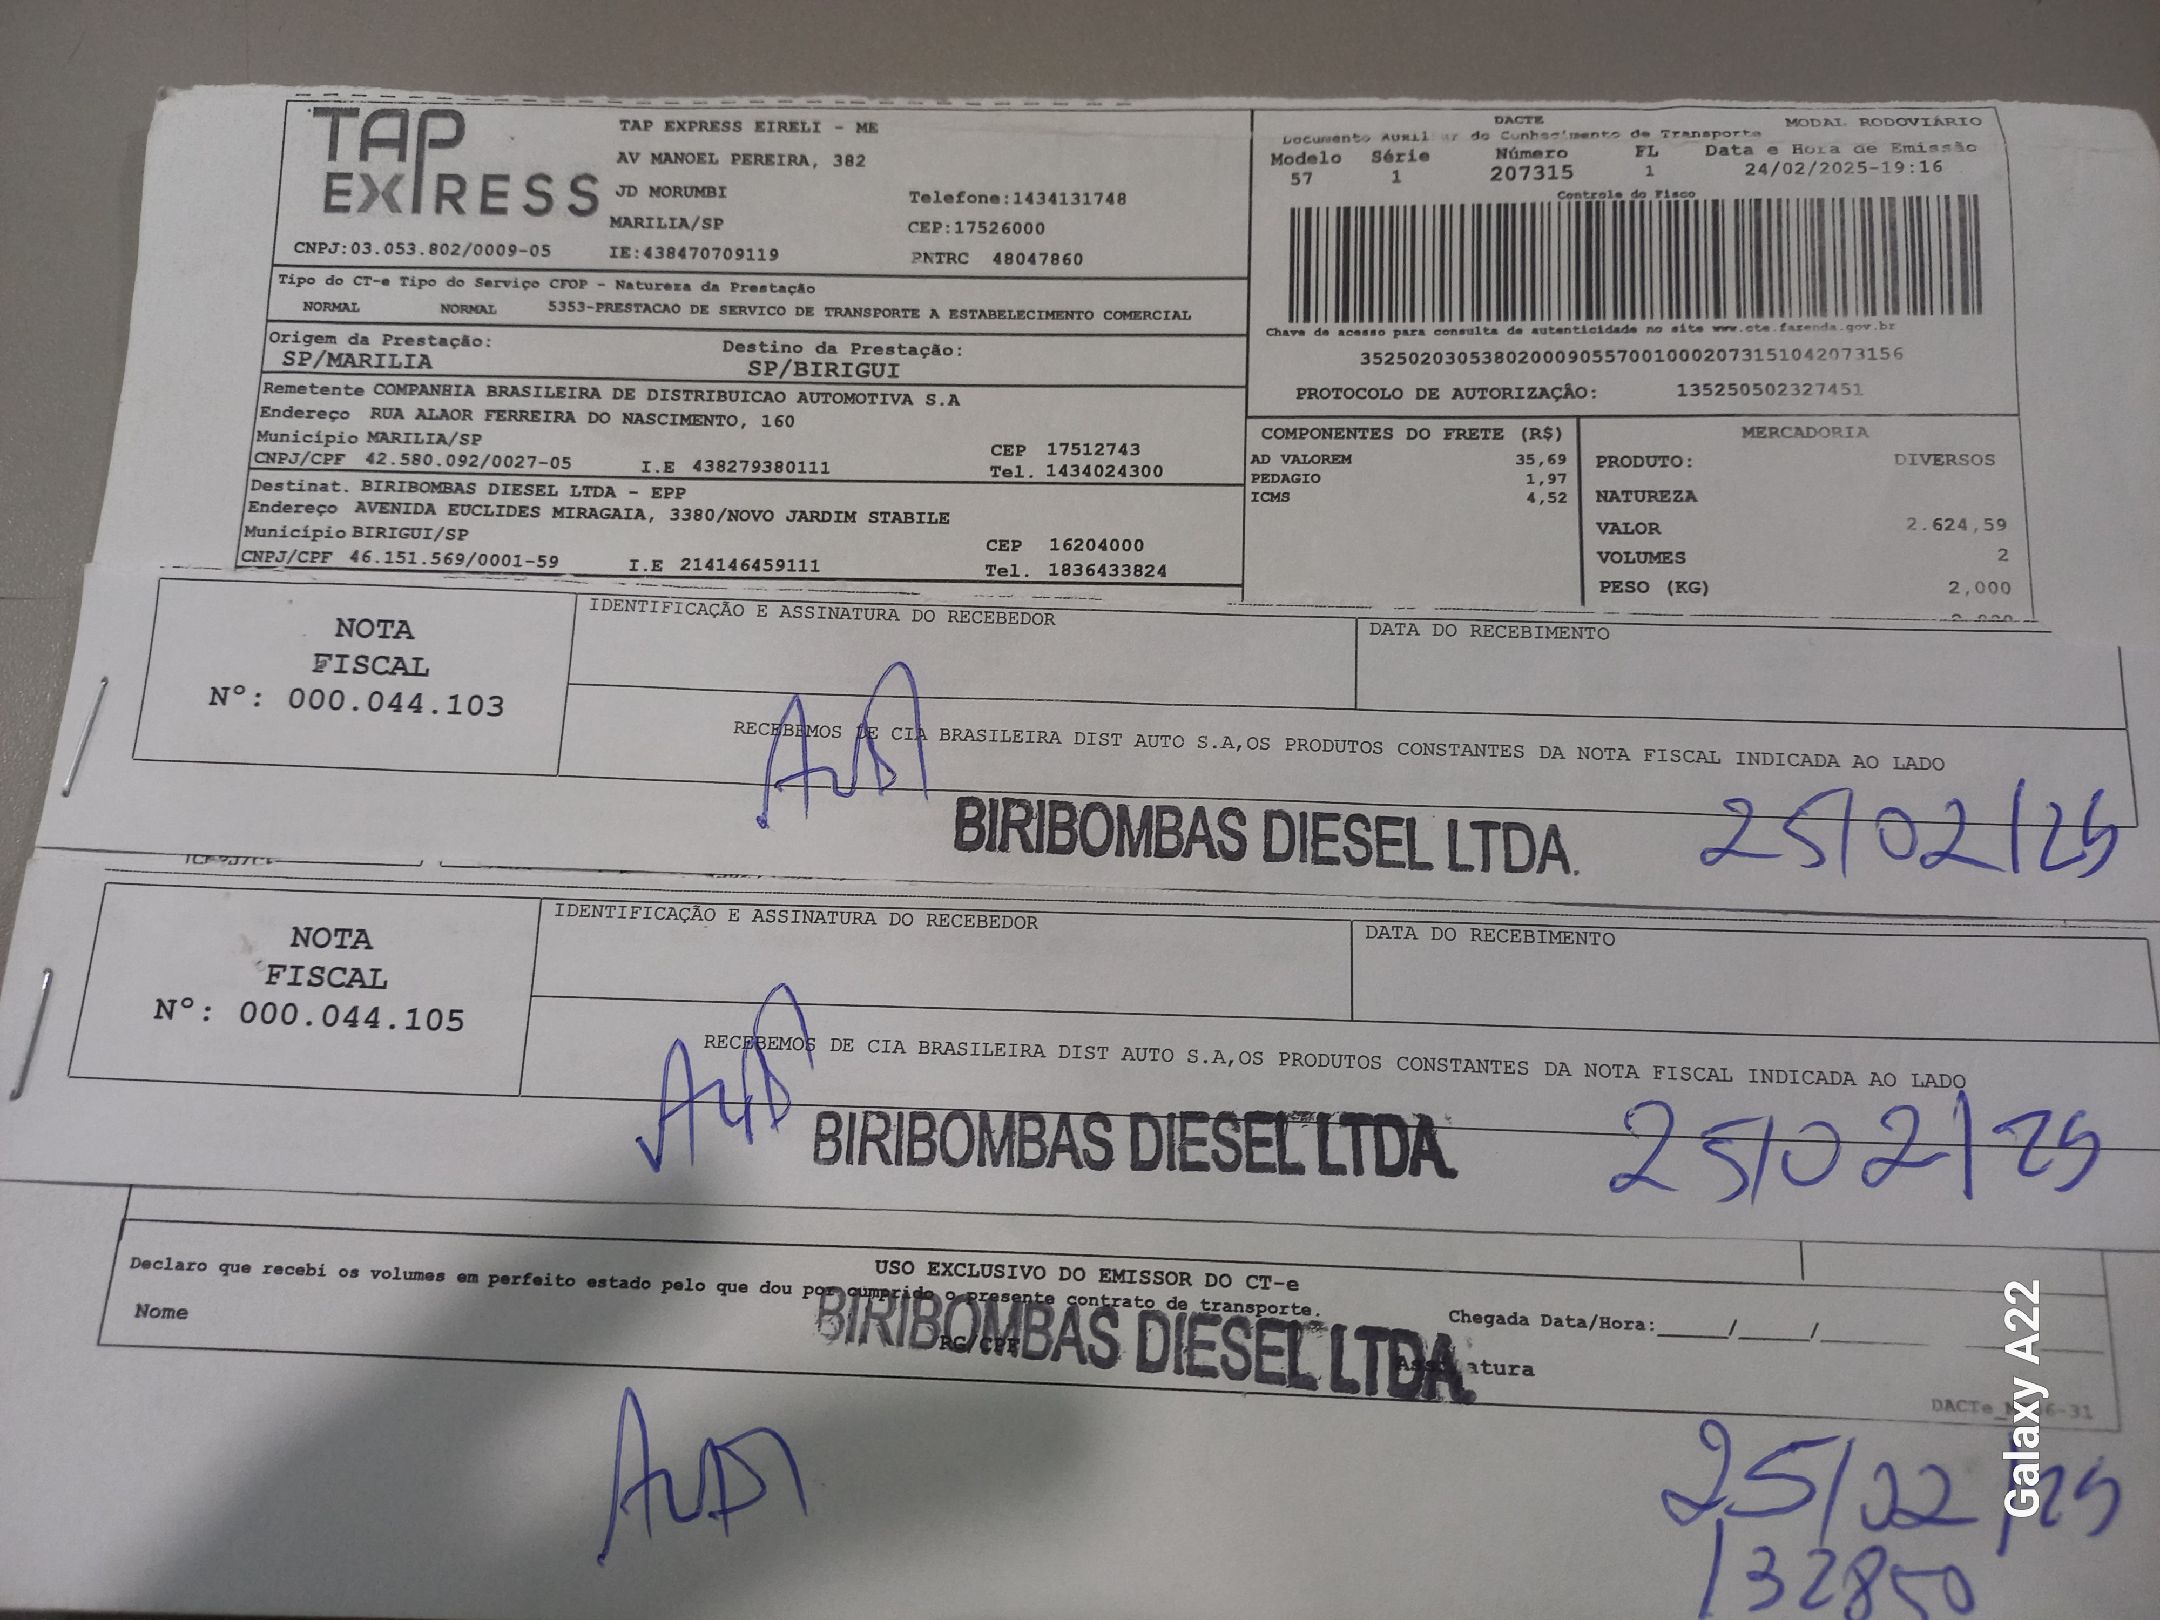 TAP EXPRESS
TAP EXPRESS EIRELI - ME
AV MANOEL PEREIRA, 382
JD MORUMBI
Telefone:1434131748
MARILIA/SP
CEP:17526000
CNPJ:03.053.802/0009-05
IE:438470709119
PNTRC 48047860
DACTE
MODAL RODOVIÁRIO
Documento Auxiliar do Conhecimento de Transporte
Modelo Série Número FL Data e Hora de Emissão
57 1 207315 1 24/02/2025-19:16
Controle do Fisco
Chave de acesso para consulta de autenticidade no site www.cte.fazenda.gov.br
35250203053802000905570010002073151042073156
PROTOCOLO DE AUTORIZAÇÃO: 135250502327451
Tipo do CT-e Tipo do Serviço CFOP - Natureza da Prestação
NORMAL NORMAL 5353-PRESTACAO DE SERVICO DE TRANSPORTE A ESTABELECIMENTO COMERCIAL
Origem da Prestação: Destino da Prestação:
SP/MARILIA SP/BIRIGUI
Remetente COMPANHIA BRASILEIRA DE DISTRIBUICAO AUTOMOTIVA S.A
Endereço RUA ALAOR FERREIRA DO NASCIMENTO, 160
Município MARILIA/SP CEP 17512743
CNPJ/CPF 42.580.092/0027-05 I.E 438279380111 Tel. 1434024300
Destinat. BIRIBOMBAS DIESEL LTDA - EPP
Endereço AVENIDA EUCLIDES MIRAGAIA, 3380/NOVO JARDIM STABILE
Município BIRIGUI/SP CEP 16204000
CNPJ/CPF 46.151.569/0001-59 I.E 214146459111 Tel. 1836433824
COMPONENTES DO FRETE (R$)
AD VALOREM 35,69
PEDAGIO 1,97
ICMS 4,52
MERCADORIA
PRODUTO: DIVERSOS
NATUREZA
VALOR 2.624,59
VOLUMES 2
PESO (KG) 2,000
NOTA
FISCAL
Nº: 000.044.103
IDENTIFICAÇÃO E ASSINATURA DO RECEBEDOR
DATA DO RECEBIMENTO
RECEBEMOS DE CIA BRASILEIRA DIST AUTO S.A,OS PRODUTOS CONSTANTES DA NOTA FISCAL INDICADA AO LADO
BIRIBOMBAS DIESEL LTDA.
25/02/25
NOTA
FISCAL
Nº: 000.044.105
IDENTIFICAÇÃO E ASSINATURA DO RECEBEDOR
DATA DO RECEBIMENTO
RECEBEMOS DE CIA BRASILEIRA DIST AUTO S.A,OS PRODUTOS CONSTANTES DA NOTA FISCAL INDICADA AO LADO
BIRIBOMBAS DIESEL LTDA.
25/02/25
USO EXCLUSIVO DO EMISSOR DO CT-e
Declaro que recebi os volumes em perfeito estado pelo que dou por cumprido o presente contrato de transporte.
Nome
RG/CPF
Chegada Data/Hora:_____/_____/
Assinatura
BIRIBOMBAS DIESEL LTDA.
25/02/25
132850
Galaxy A22